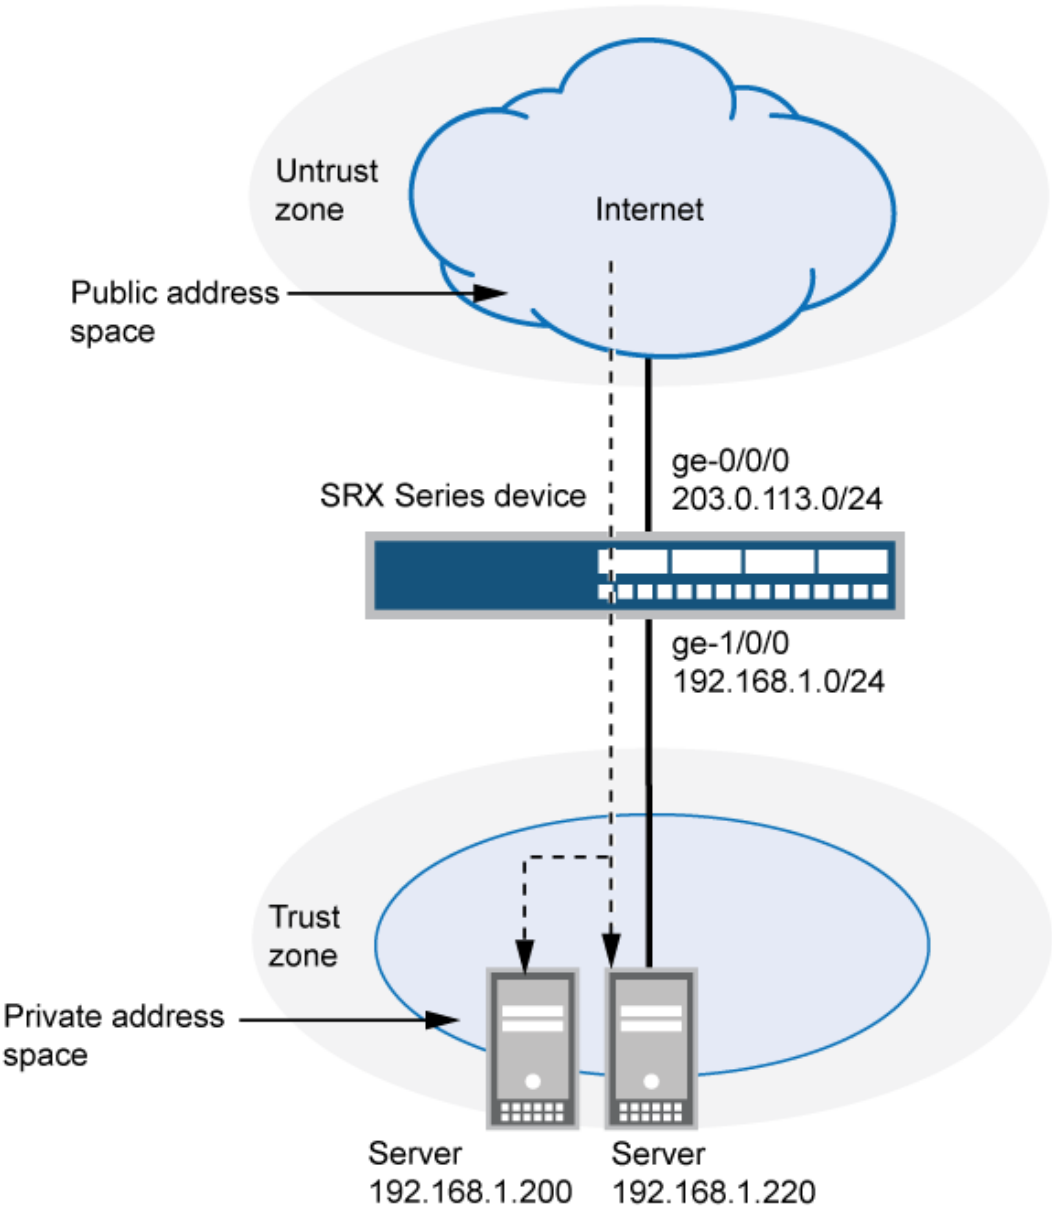 Untrust
zone
Internet
Public address
space
ge-0/0/0
203.0.113.0/24
SRX Series device
ge-1/0/0
192.168.1.0/24
Trust
zone
Private address
space
Server
192.168.1.200
Server
192.168.1.220